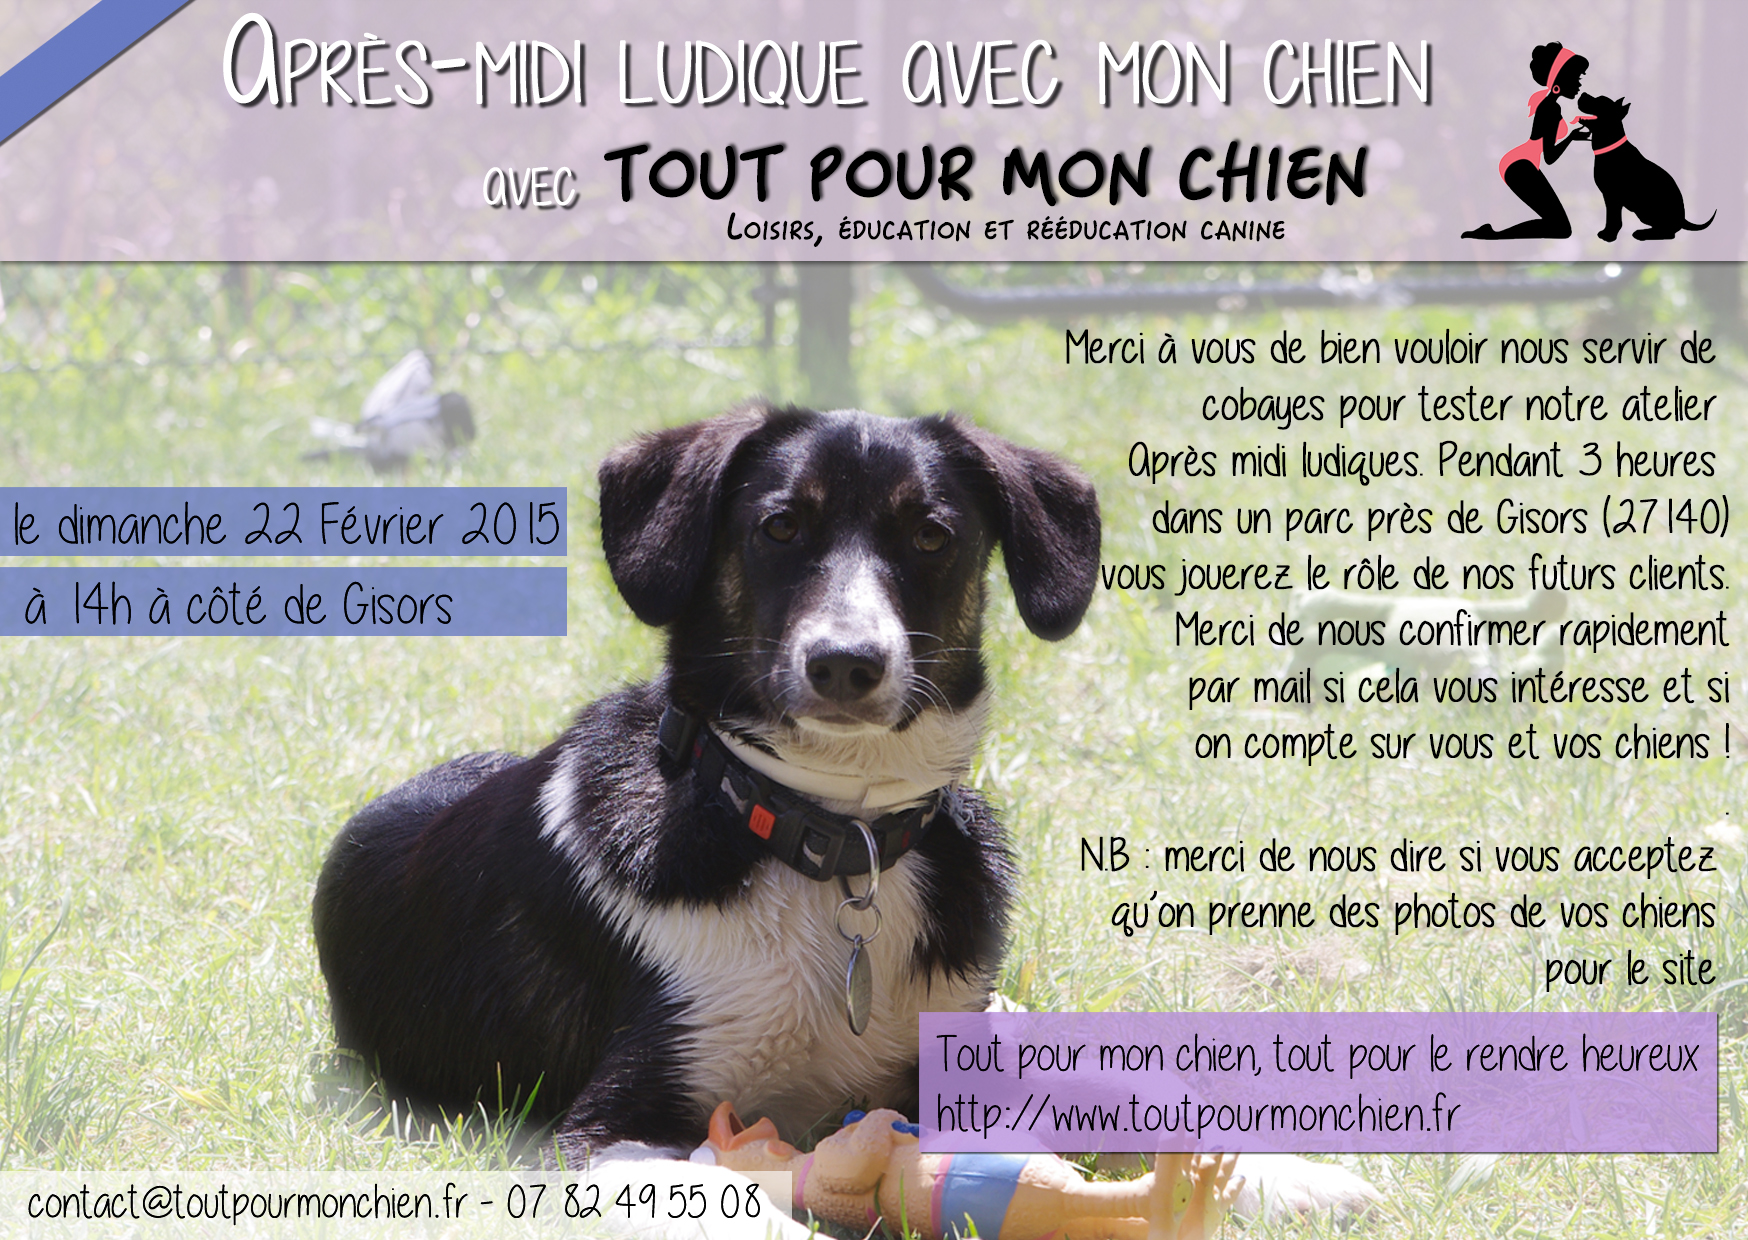 Après-midi ludique avec mon chien
avec TOUT POUR MON CHIEN
Loisirs, éducation et rééducation canine
Merci à vous de bien vouloir nous servir de
cobayes pour tester notre atelier
Après midi ludiques. Pendant 3 heures
dans un parc près de Gisors (27140)
vous jouerez le rôle de nos futurs clients.
Merci de nous confirmer rapidement
par mail si cela vous intéresse et si
on compte sur vous et vos chiens !
.
N.B : merci de nous dire si vous acceptez
qu'on prenne des photos de vos chiens
pour le site
le dimanche 22 Février 2015
à 14h à côté de Gisors
Tout pour mon chien, tout pour le rendre heureux
http://www.toutpourmonchien.fr
contact@toutpourmonchien.fr - 07 82 49 55 08